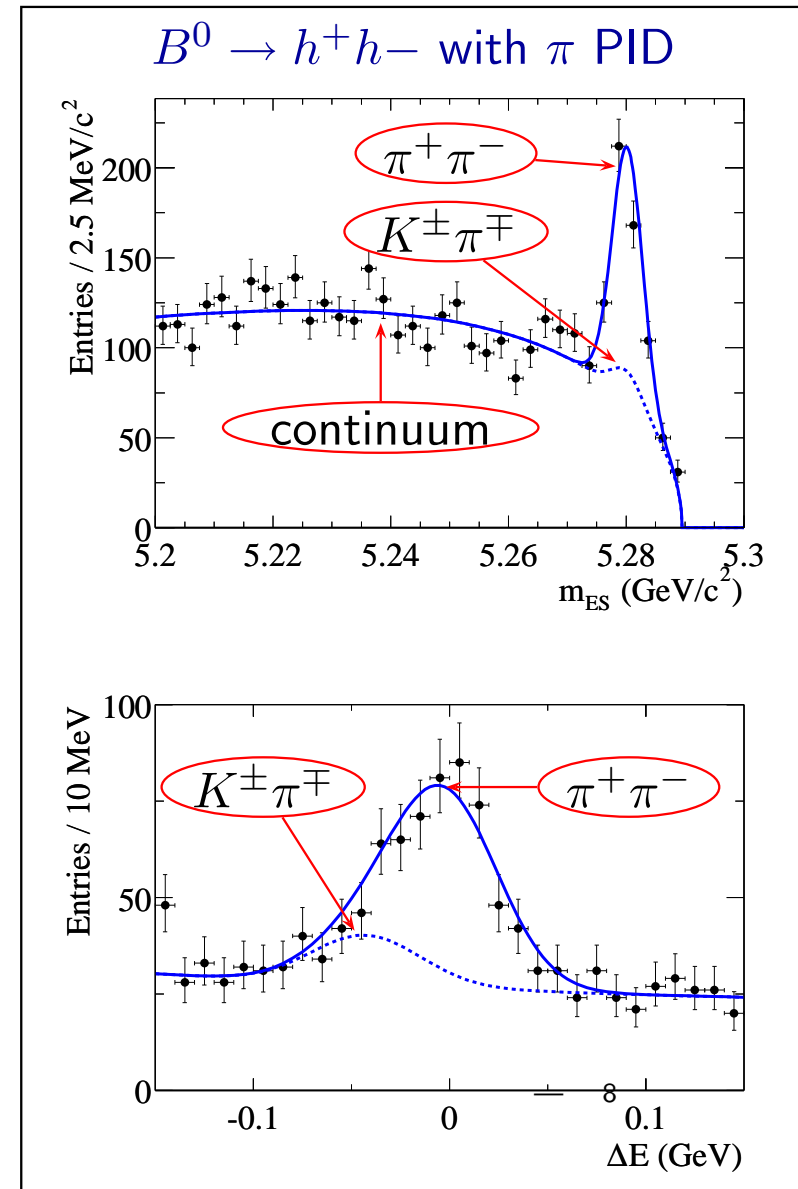 B⁰ → h⁺h− with π PID
Entries / 2.5 MeV/c²
200
150
100
50
0
π⁺π⁻
K±π∓
continuum
5.2 5.22 5.24 5.26 5.28 5.3
m_ES (GeV/c²)
Entries / 10 MeV
100
50
0
K±π∓
π⁺π⁻
— 8
-0.1 0 0.1
ΔE (GeV)